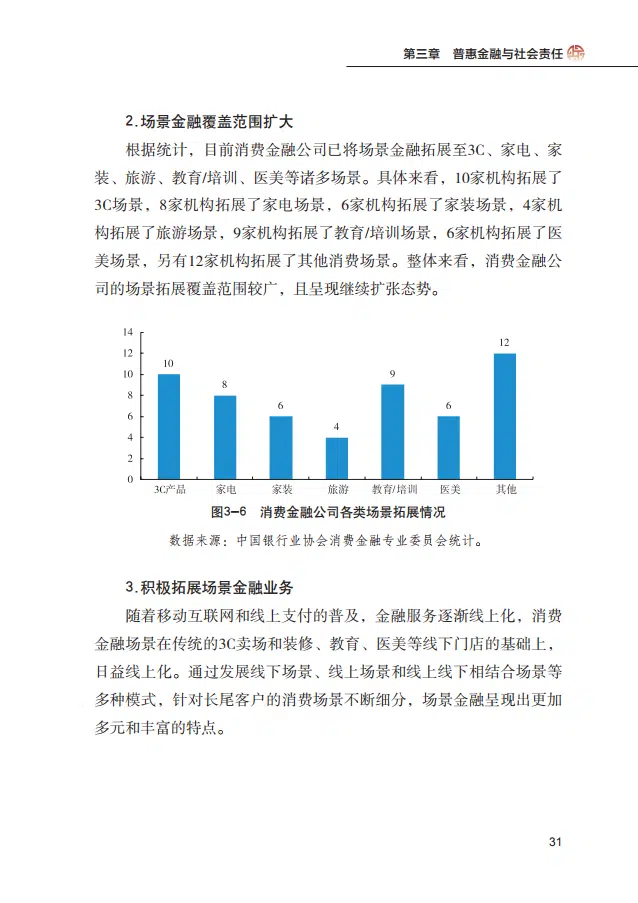 第三章 普惠金融与社会责任
2.场景金融覆盖范围扩大
根据统计，目前消费金融公司已将场景金融拓展至3C、家电、家
装、旅游、教育/培训、医美等诸多场景。具体来看，10家机构拓展了
3C场景，8家机构拓展了家电场景，6家机构拓展了家装场景，4家机
构拓展了旅游场景，9家机构拓展了教育/培训场景，6家机构拓展了医
美场景，另有12家机构拓展了其他消费场景。整体来看，消费金融公
司的场景拓展覆盖范围较广，且呈现继续扩张态势。
14
12
10
8
6
4
2
0
10
8
6
4
9
6
12
3C产品 家电 家装 旅游 教育/培训 医美 其他
图3-6 消费金融公司各类场景拓展情况
数据来源：中国银行业协会消费金融专业委员会统计。
3.积极拓展场景金融业务
随着移动互联网和线上支付的普及，金融服务逐渐线上化，消费
金融场景在传统的3C卖场和装修、教育、医美等线下门店的基础上，
日益线上化。通过发展线下场景、线上场景和线上线下相结合场景等
多种模式，针对长尾客户的消费场景不断细分，场景金融呈现出更加
多元和丰富的特点。
31